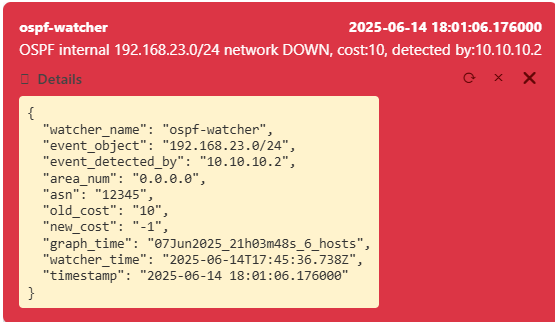 ospf-watcher 2025-06-14 18:01:06.176000
OSPF internal 192.168.23.0/24 network DOWN, cost:10, detected by:10.10.10.2
Details
{
  "watcher_name": "ospf-watcher",
  "event_object": "192.168.23.0/24",
  "event_detected_by": "10.10.10.2",
  "area_num": "0.0.0.0",
  "asn": "12345",
  "old_cost": "10",
  "new_cost": "-1",
  "graph_time": "07Jun2025_21h03m48s_6_hosts",
  "watcher_time": "2025-06-14T17:45:36.738Z",
  "timestamp": "2025-06-14 18:01:06.176000"
}